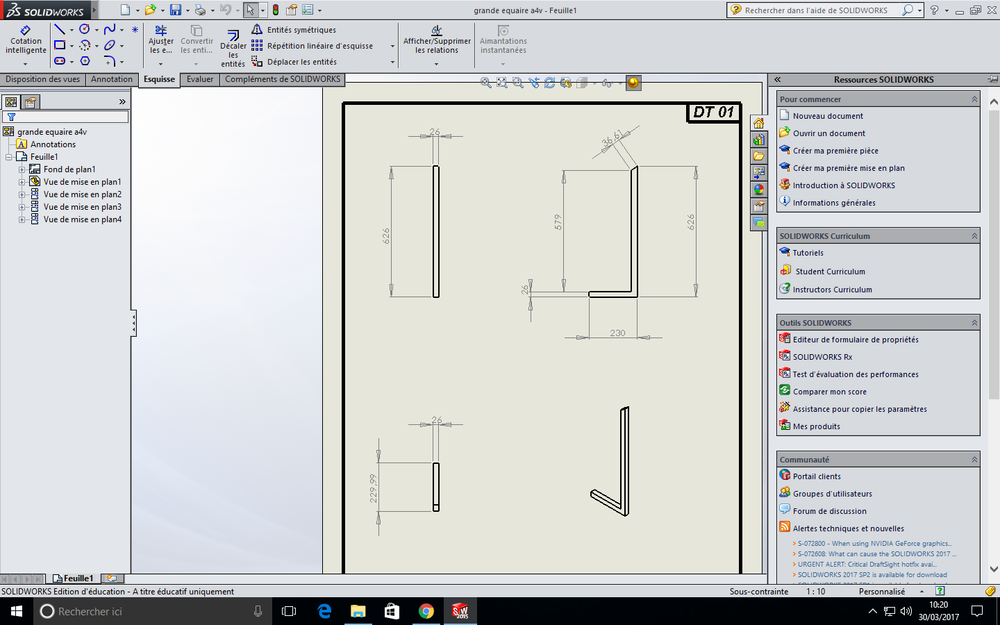 SOLIDWORKS
grande equaire a4v - Feuille1
Rechercher dans l'aide de SOLIDWORKS
Cotation intelligente
Ajuster les e...
Convertir les enti...
Décaler les entités
Entités symétriques
Répétition linéaire d'esquisse
Déplacer les entités
Afficher/Supprimer les relations
Aimantations instantanées
Disposition des vues
Annotation
Esquisse
Evaluer
Compléments de SOLIDWORKS
grande equaire a4v
Annotations
Feuille1
Fond de plan1
Vue de mise en plan1
Vue de mise en plan2
Vue de mise en plan3
Vue de mise en plan4
DT 01
26
626
36,61
579
626
26
230
26
229,99
Ressources SOLIDWORKS
Pour commencer
Nouveau document
Ouvrir un document
Créer ma première pièce
Créer ma première mise en plan
Introduction à SOLIDWORKS
Informations générales
SOLIDWORKS Curriculum
Tutoriels
Student Curriculum
Instructors Curriculum
Outils SOLIDWORKS
Editeur de formulaire de propriétés
SOLIDWORKS Rx
Test d'évaluation des performances
Comparer mon score
Assistance pour copier les paramètres
Mes produits
Communauté
Portail clients
Groupes d'utilisateurs
Forum de discussion
Alertes techniques et nouvelles
S-072800 - When using NVIDIA GeForce graphics...
S-072608: What can cause the SOLIDWORKS 2017 ...
URGENT ALERT: Critical DraftSight hotfix avai...
SOLIDWORKS 2017 SP2 is available for download
Feuille1
SOLIDWORKS Edition d'éducation - A titre éducatif uniquement
Sous-contrainte
1 : 10
Personnalisé
Rechercher ici
2015
10:20
30/03/2017